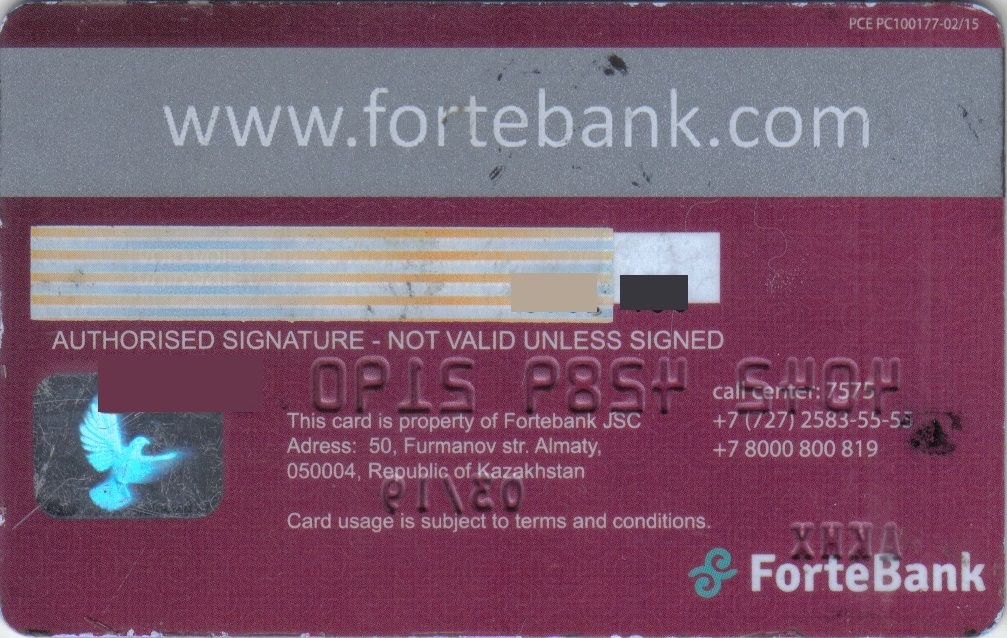 PCE PC100177-02/15
www.fortebank.com
AUTHORISED SIGNATURE - NOT VALID UNLESS SIGNED
call center: 7575
This card is property of Fortebank JSC
+7 (727) 2583-55-55
Adress: 50, Furmanov str. Almaty,
+7 8000 800 819
050004, Republic of Kazakhstan
Card usage is subject to terms and conditions.
ForteBank